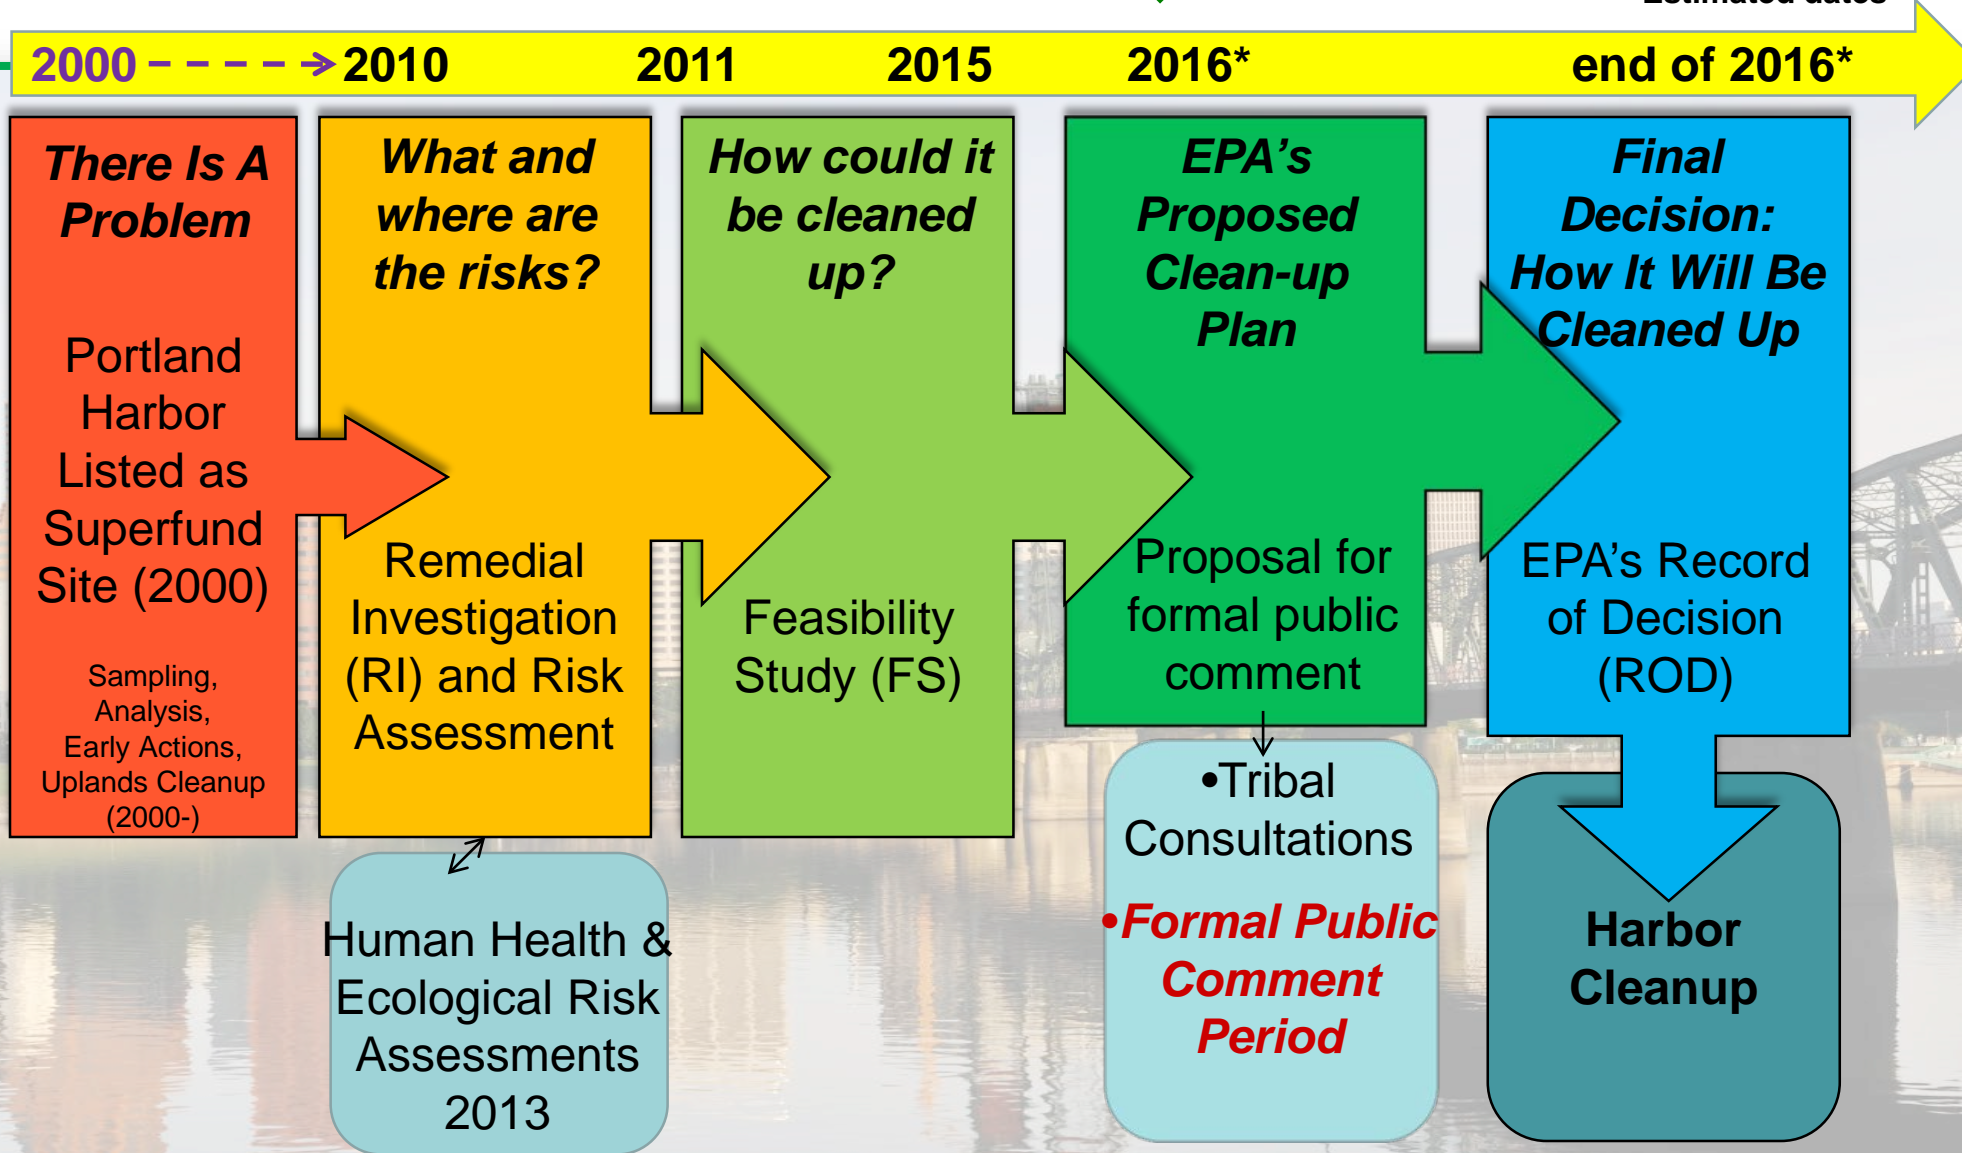 Estimated dates
2000 2010 2011 2015 2016* end of 2016*
There Is A
Problem
Portland
Harbor
Listed as
Superfund
Site (2000)
Sampling,
Analysis,
Early Actions,
Uplands Cleanup
(2000-)
What and
where are
the risks?
Remedial
Investigation
(RI) and Risk
Assessment
Human Health &
Ecological Risk
Assessments
2013
How could it
be cleaned
up?
Feasibility
Study (FS)
EPA’s
Proposed
Clean-up
Plan
Proposal for
formal public
comment
•Tribal
Consultations
•Formal Public
Comment
Period
Final
Decision:
How It Will Be
Cleaned Up
EPA’s Record
of Decision
(ROD)
Harbor
Cleanup